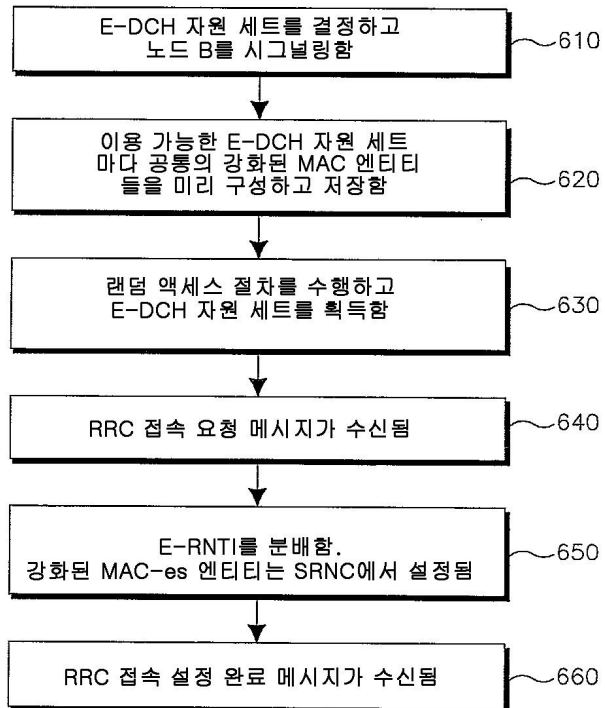 E-DCH 자원 세트를 결정하고
노드 B를 시그널링함
610
이용 가능한 E-DCH 자원 세트
마다 공통의 강화된 MAC 엔티티
들을 미리 구성하고 저장함
620
랜덤 액세스 절차를 수행하고
E-DCH 자원 세트를 획득함
630
RRC 접속 요청 메시지가 수신됨
640
E-RNTI를 분배함.
강화된 MAC-es 엔티티는 SRNC에서 설정됨
650
RRC 접속 설정 완료 메시지가 수신됨
660